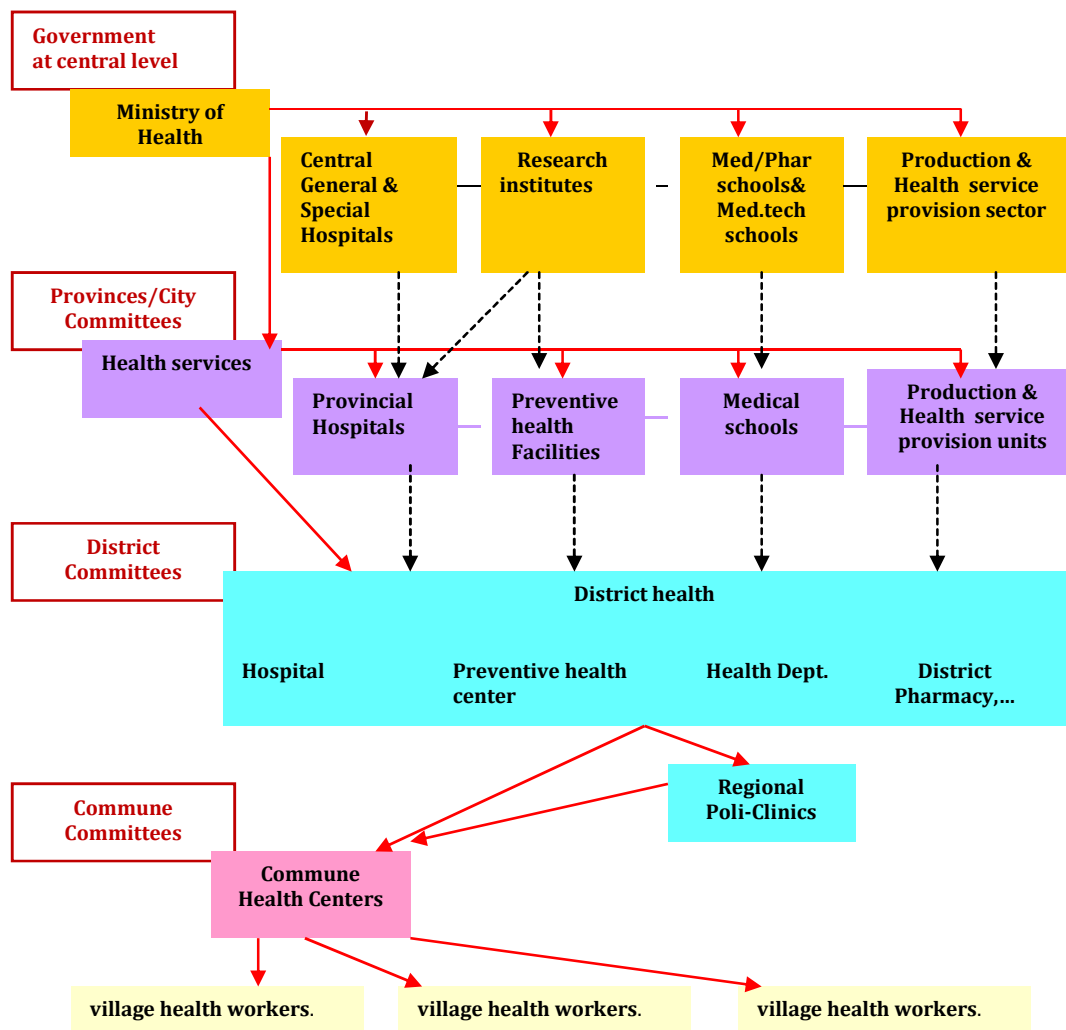 Government
at central level
Ministry of
Health
Central
General &
Special
Hospitals
Research
institutes
Med/Phar
schools&
Med.tech
schools
Production &
Health service
provision sector
Provinces/City
Committees
Health services
Provincial
Hospitals
Preventive
health
Facilities
Medical
schools
Production &
Health service
provision units
District
Committees
District health
Hospital
Preventive health
center
Health Dept.
District
Pharmacy,...
Commune
Committees
Regional
Poli-Clinics
Commune
Health Centers
village health workers.
village health workers.
village health workers.